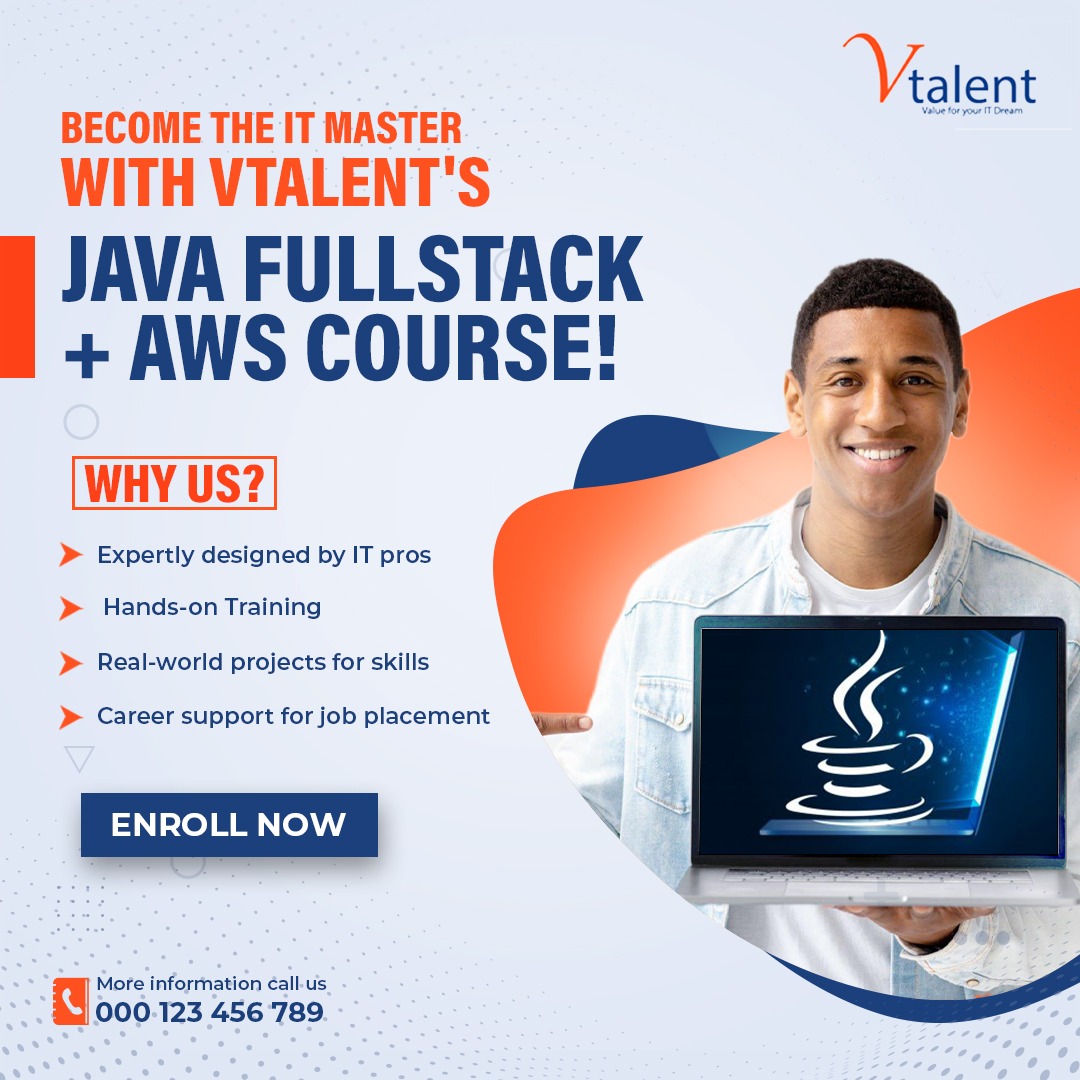 Vtalent
Value for your IT Dream
BECOME THE IT MASTER
WITH VTALENT'S
JAVA FULLSTACK
+ AWS COURSE!
WHY US?
Expertly designed by IT pros
Hands-on Training
Real-world projects for skills
Career support for job placement
ENROLL NOW
More information call us
000 123 456 789